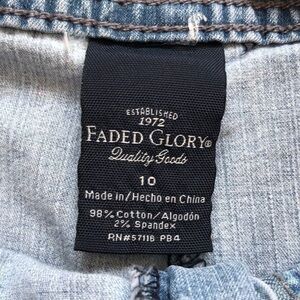 ESTABLISHED
1972
FADED GLORY®
Quality Goods
10
Made in/Hecho en China
98% Cotton/Algodón
2% Spandex
RN#57116 PB4